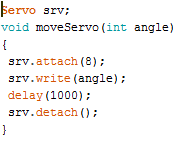 Servo srv;
void moveServo(int angle)
{
srv.attach(8);
srv.write(angle);
delay(1000);
srv.detach();
}